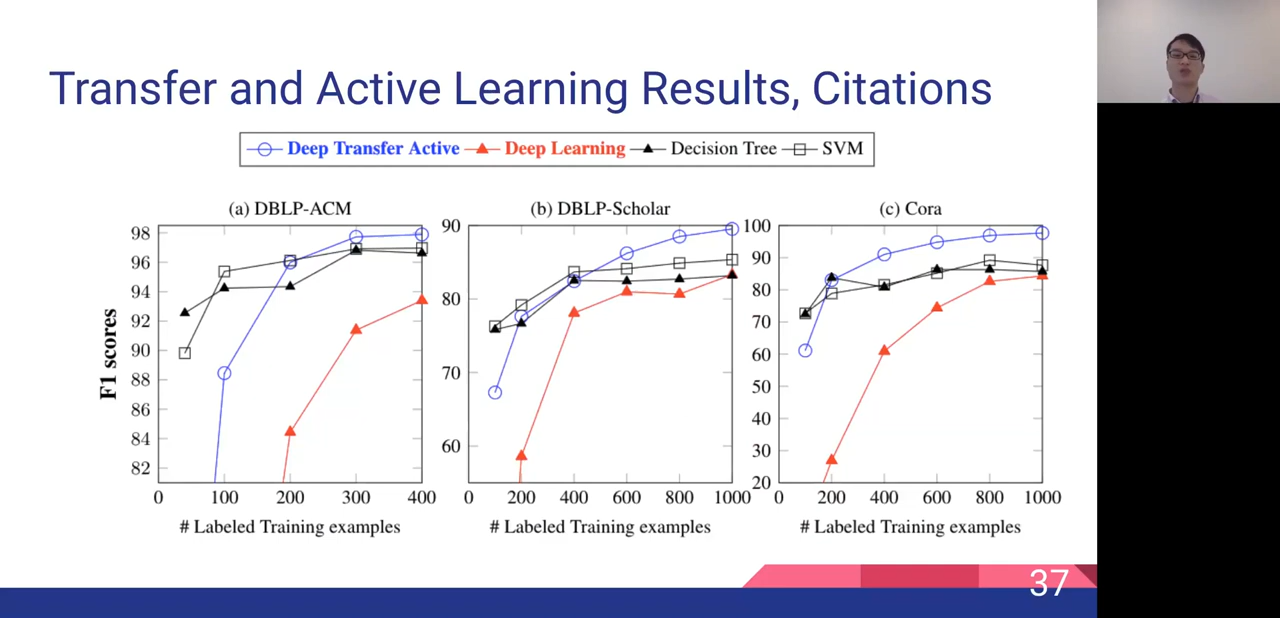 Transfer and Active Learning Results, Citations
Deep Transfer Active Deep Learning Decision Tree SVM
(a) DBLP-ACM
98
96
94
92
90
88
86
84
82
0 100 200 300 400
F1 scores
# Labeled Training examples
(b) DBLP-Scholar
90
80
70
60
0 200 400 600 800 1000
# Labeled Training examples
(c) Cora
100
90
80
70
60
50
40
30
20
0 200 400 600 800 1000
# Labeled Training examples
37